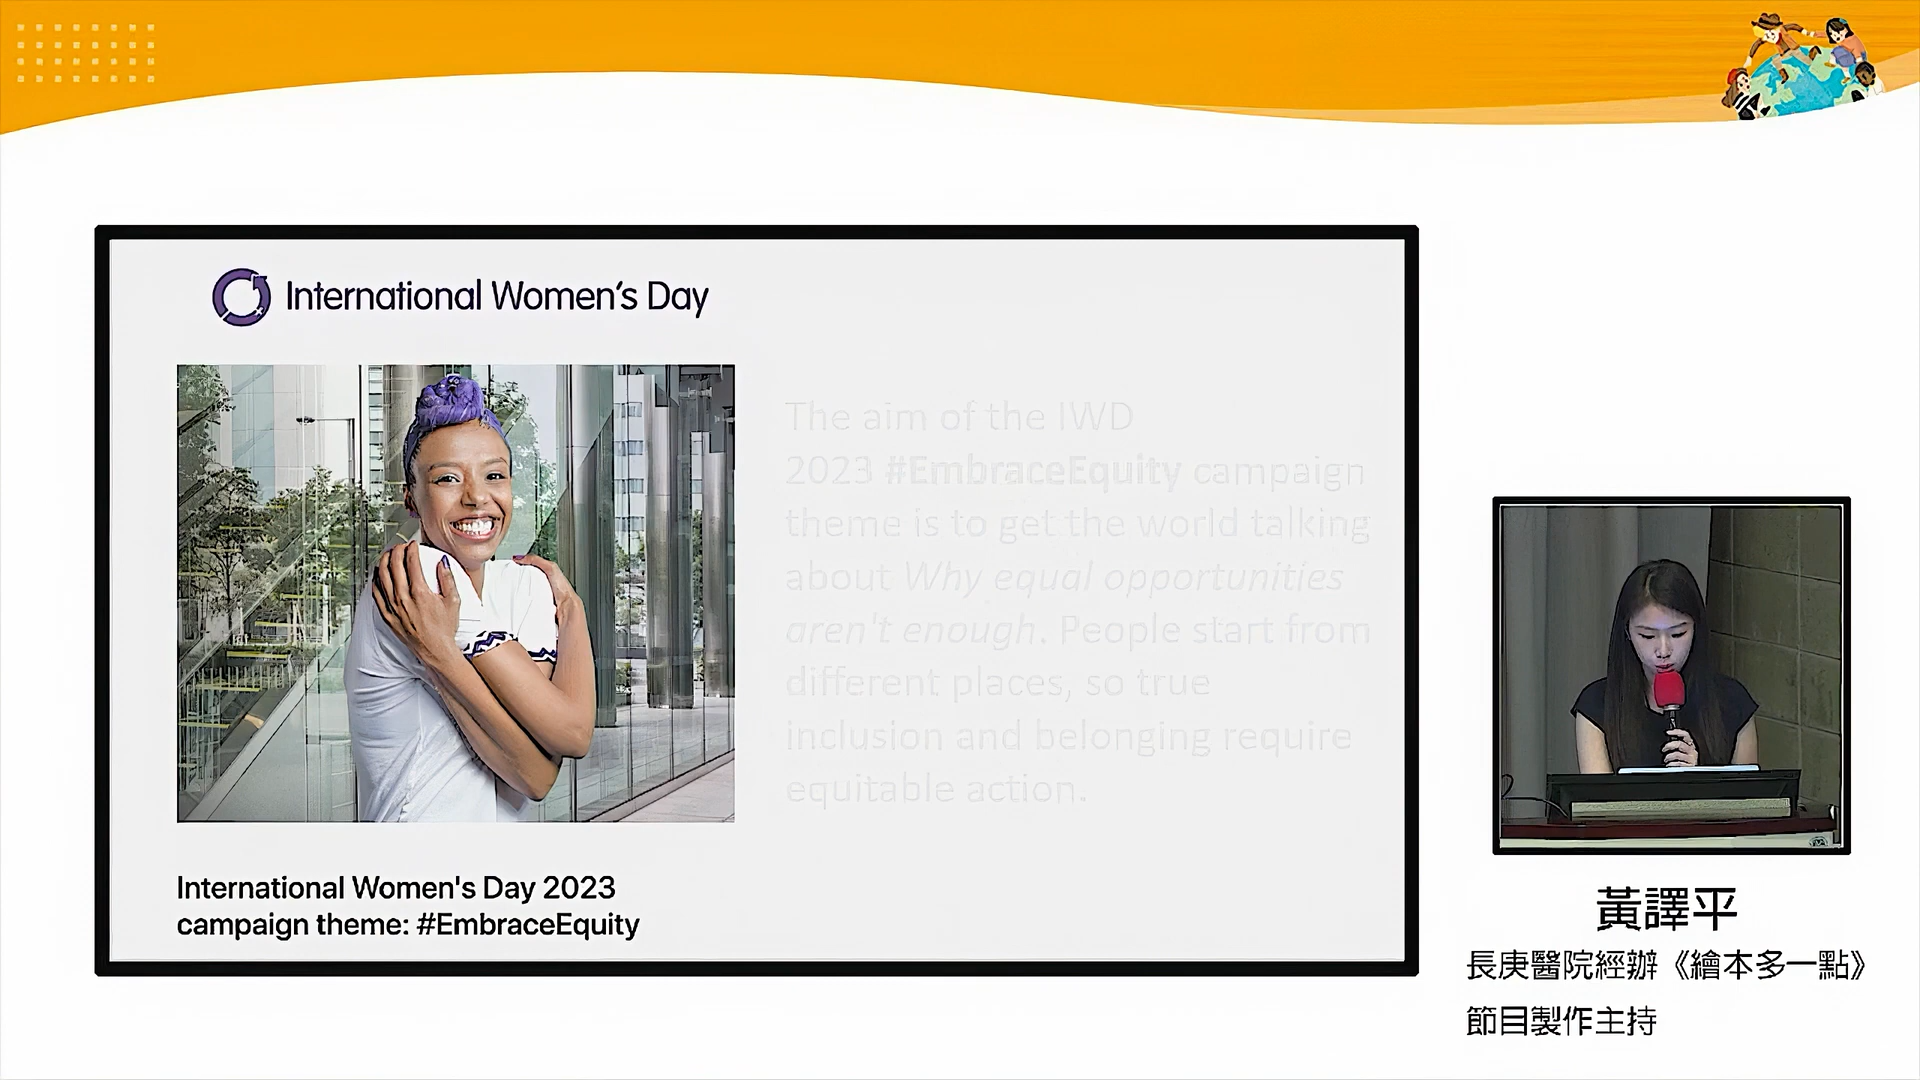 International Women's Day
The aim of the IWD
2023 #EmbraceEquity campaign
theme is to get the world talking
about Why equal opportunities
aren't enough. People start from
different places, so true
inclusion and belonging require
equitable action.
International Women's Day 2023
campaign theme: #EmbraceEquity
黃譯平
長庚醫院經辦《繪本多一點》
節目製作主持